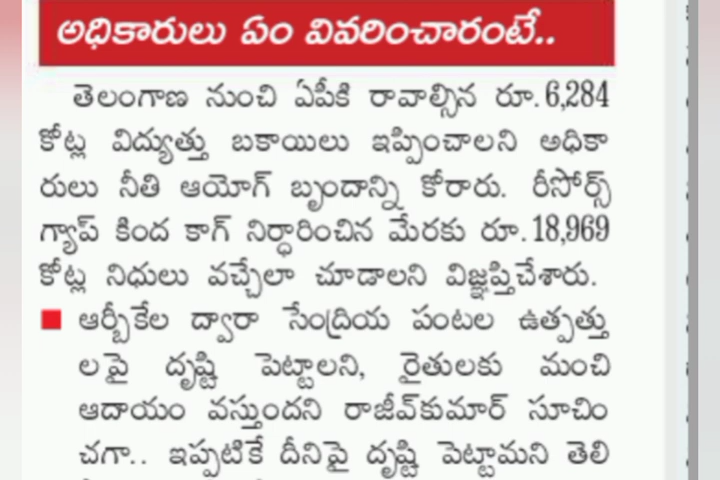 అధికారులు ఏం వివరించారంటే..
తెలంగాణ నుంచి ఏపీకి రావాల్సిన రూ.6,284
కోట్ల విద్యుత్తు బకాయిలు ఇప్పించాలని అధికా
రులు నీతి ఆయోగ్ బృందాన్ని కోరారు. రీసోర్స్
గ్యాప్ కింద కాగ్ నిర్ధారించిన మేరకు రూ.18,969
కోట్ల నిధులు వచ్చేలా చూడాలని విజ్ఞప్తిచేశారు.
■ ఆర్బీకేల ద్వారా సేంద్రియ పంటల ఉత్పత్తు
లపై దృష్టి పెట్టాలని, రైతులకు మంచి
ఆదాయం వస్తుందని రాజీవ్‌కుమార్ సూచిం
చగా.. ఇప్పటికే దీనిపై దృష్టి పెట్టామని తెలి